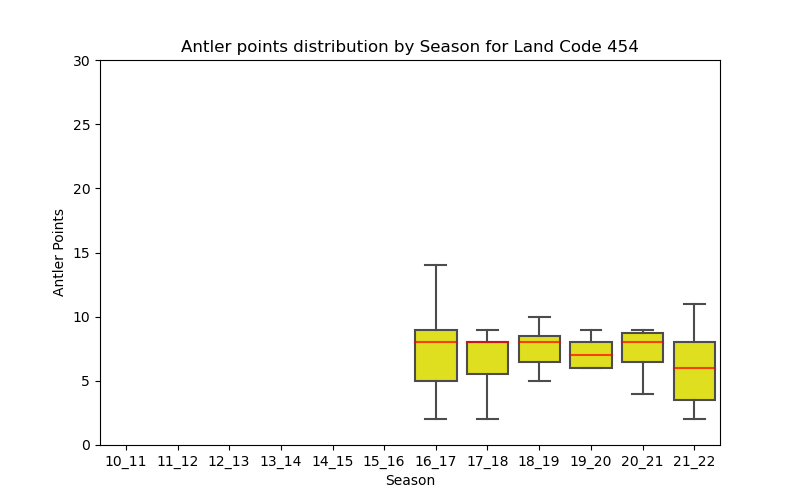 Antler points distribution by Season for Land Code 454
30
25
20
15
10
5
0
Antler Points
10_11 11_12 12_13 13_14 14_15 15_16 16_17 17_18 18_19 19_20 20_21 21_22
Season